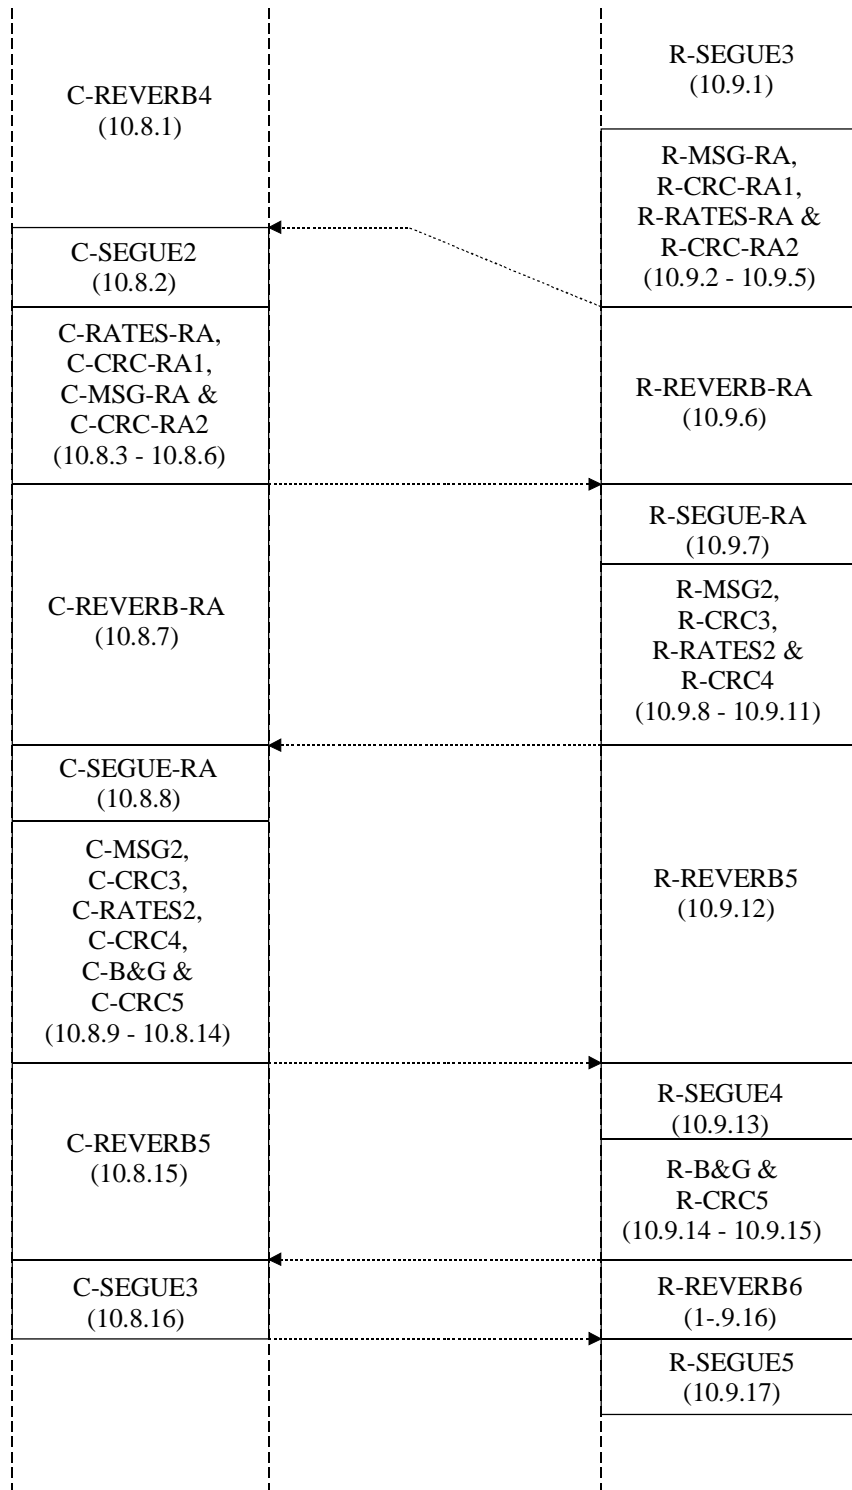 C-REVERB4
(10.8.1)
C-SEGUE2
(10.8.2)
C-RATES-RA,
C-CRC-RA1,
C-MSG-RA &
C-CRC-RA2
(10.8.3 - 10.8.6)
C-REVERB-RA
(10.8.7)
C-SEGUE-RA
(10.8.8)
C-MSG2,
C-CRC3,
C-RATES2,
C-CRC4,
C-B&G &
C-CRC5
(10.8.9 - 10.8.14)
C-REVERB5
(10.8.15)
C-SEGUE3
(10.8.16)
R-SEGUE3
(10.9.1)
R-MSG-RA,
R-CRC-RA1,
R-RATES-RA &
R-CRC-RA2
(10.9.2 - 10.9.5)
R-REVERB-RA
(10.9.6)
R-SEGUE-RA
(10.9.7)
R-MSG2,
R-CRC3,
R-RATES2 &
R-CRC4
(10.9.8 - 10.9.11)
R-REVERB5
(10.9.12)
R-SEGUE4
(10.9.13)
R-B&G &
R-CRC5
(10.9.14 - 10.9.15)
R-REVERB6
(1-.9.16)
R-SEGUE5
(10.9.17)